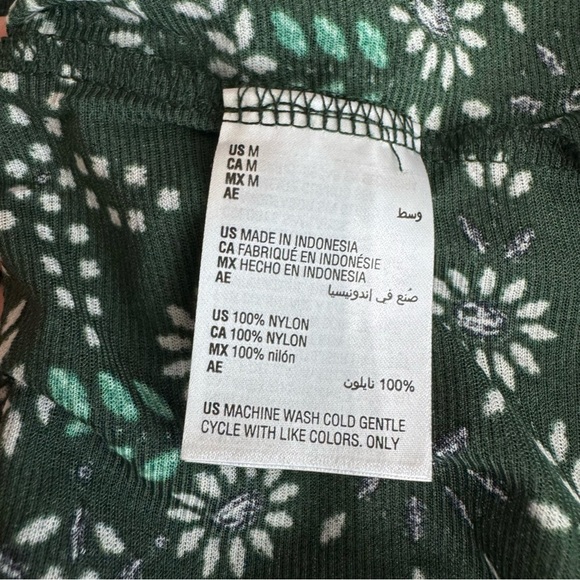 US M
CA M
MX M
AE
وسط
US MADE IN INDONESIA
CA FABRIQUÉ EN INDONÉSIE
MX HECHO EN INDONESIA
AE
صُنع في إندونيسيا
US 100% NYLON
CA 100% NYLON
MX 100% nilón
AE
100% نايلون
US MACHINE WASH COLD GENTLE
CYCLE WITH LIKE COLORS. ONLY